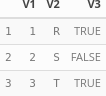 V1 V2 V3
1 1 R TRUE
2 2 S FALSE
3 3 T TRUE